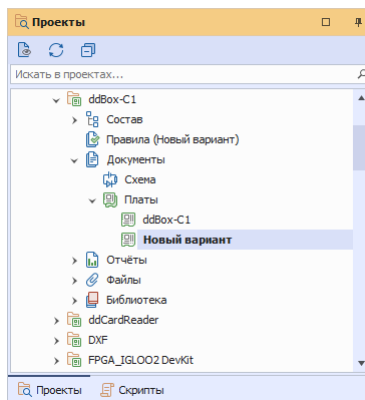 Проекты
Искать в проектах...
ddBox-C1
Состав
Правила (Новый вариант)
Документы
Схема
Платы
ddBox-C1
Новый вариант
Отчёты
Файлы
Библиотека
ddCardReader
DXF
FPGA_IGLOO2 DevKit
Проекты Скрипты